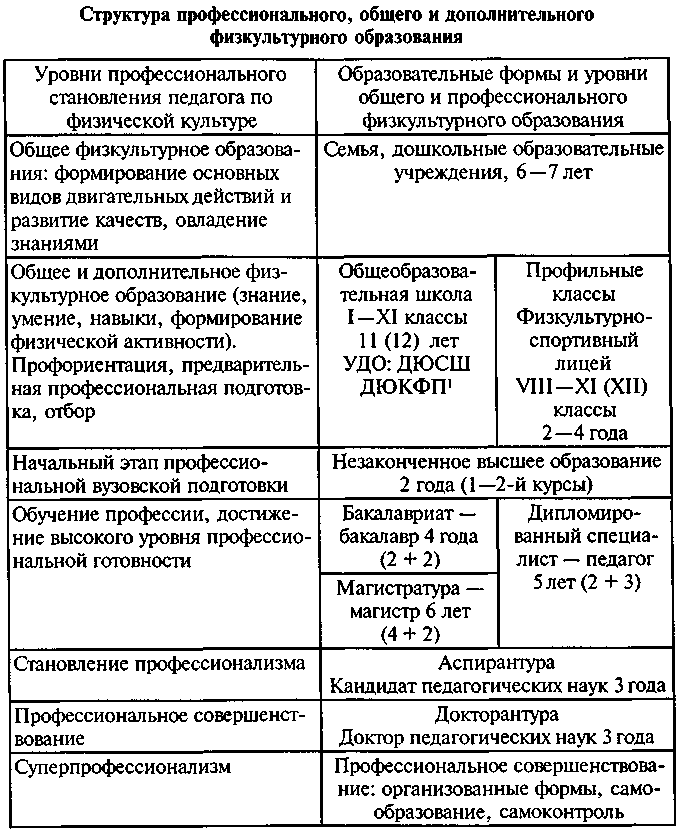 Структура профессионального, общего и дополнительного
физкультурного образования
Уровни профессионального
становления педагога по
физической культуре
Образовательные формы и уровни
общего и профессионального
физкультурного образования
Общее физкультурное образова-
ния: формирование основных
видов двигательных действий и
развитие качеств, овладение
знаниями
Семья, дошкольные образовательные
учреждения, 6—7 лет
Общее и дополнительное физ-
культурное образование (знание,
умение, навыки, формирование
физической активности).
Профориентация, предваритель-
ная профессиональная подготов-
ка, отбор
Общеобразова-
тельная школа
I—XI классы
11 (12) лет
УДО: ДЮСШ
ДЮКФП¹
Профильные
классы
Физкультурно-
спортивный
лицей
VIII—XI (XII)
классы
2—4 года
Начальный этап профессио-
нальной вузовской подготовки
Незаконченное высшее образование
2 года (1—2-й курсы)
Обучение профессии, достиже-
ние высокого уровня профессио-
нальной готовности
Бакалавриат —
бакалавр 4 года
(2 + 2)
Магистратура —
магистр 6 лет
(4 + 2)
Дипломиро-
ванный специа-
лист — педагог
5 лет (2 + 3)
Становление профессионализма
Аспирантура
Кандидат педагогических наук 3 года
Профессиональное совершенст-
вование
Докторантура
Доктор педагогических наук 3 года
Суперпрофессионализм
Профессиональное совершенствова-
ние: организованные формы, само-
образование, самоконтроль